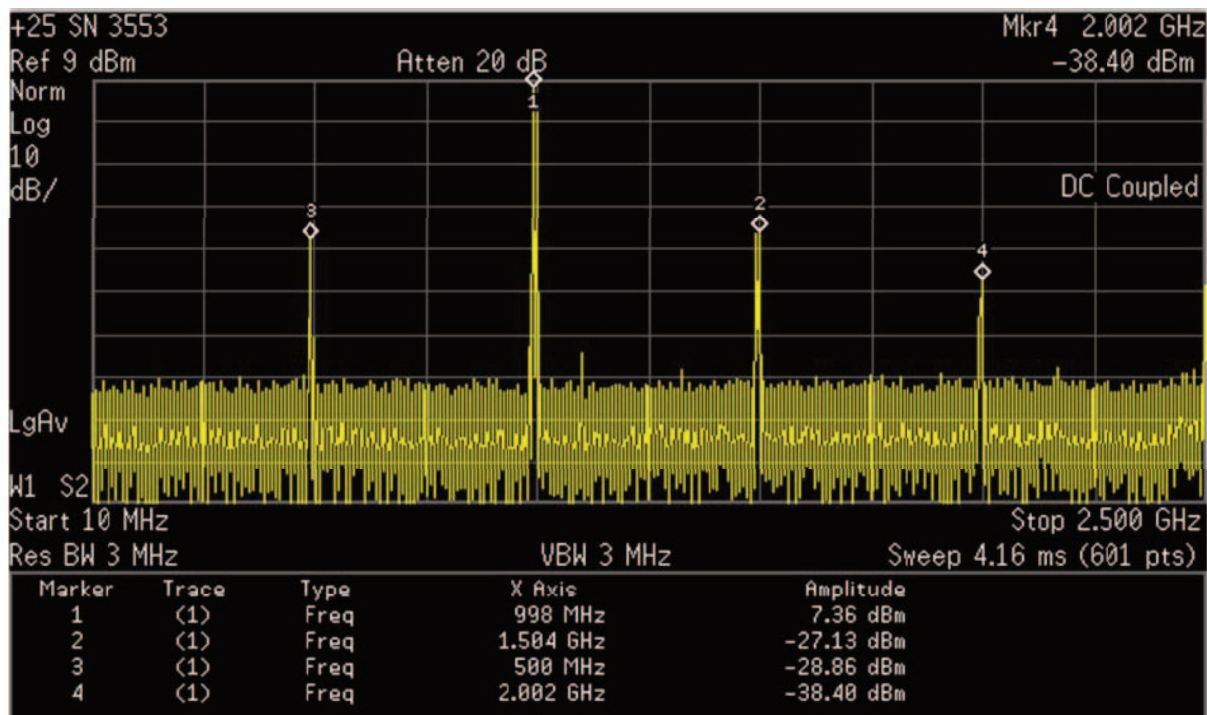 +25 SN 3553
Mkr4 2.002 GHz
Ref 9 dBm
Atten 20 dB
-38.40 dBm
Norm
Log
10
dB/
1
DC Coupled
3
2
4
LgAv
W1 S2
Start 10 MHz
Stop 2.500 GHz
Res BW 3 MHz
VBW 3 MHz
Sweep 4.16 ms (601 pts)
Marker Trace Type X Axis Amplitude
1 (1) Freq 998 MHz 7.36 dBm
2 (1) Freq 1.504 GHz -27.13 dBm
3 (1) Freq 500 MHz -28.86 dBm
4 (1) Freq 2.002 GHz -38.40 dBm